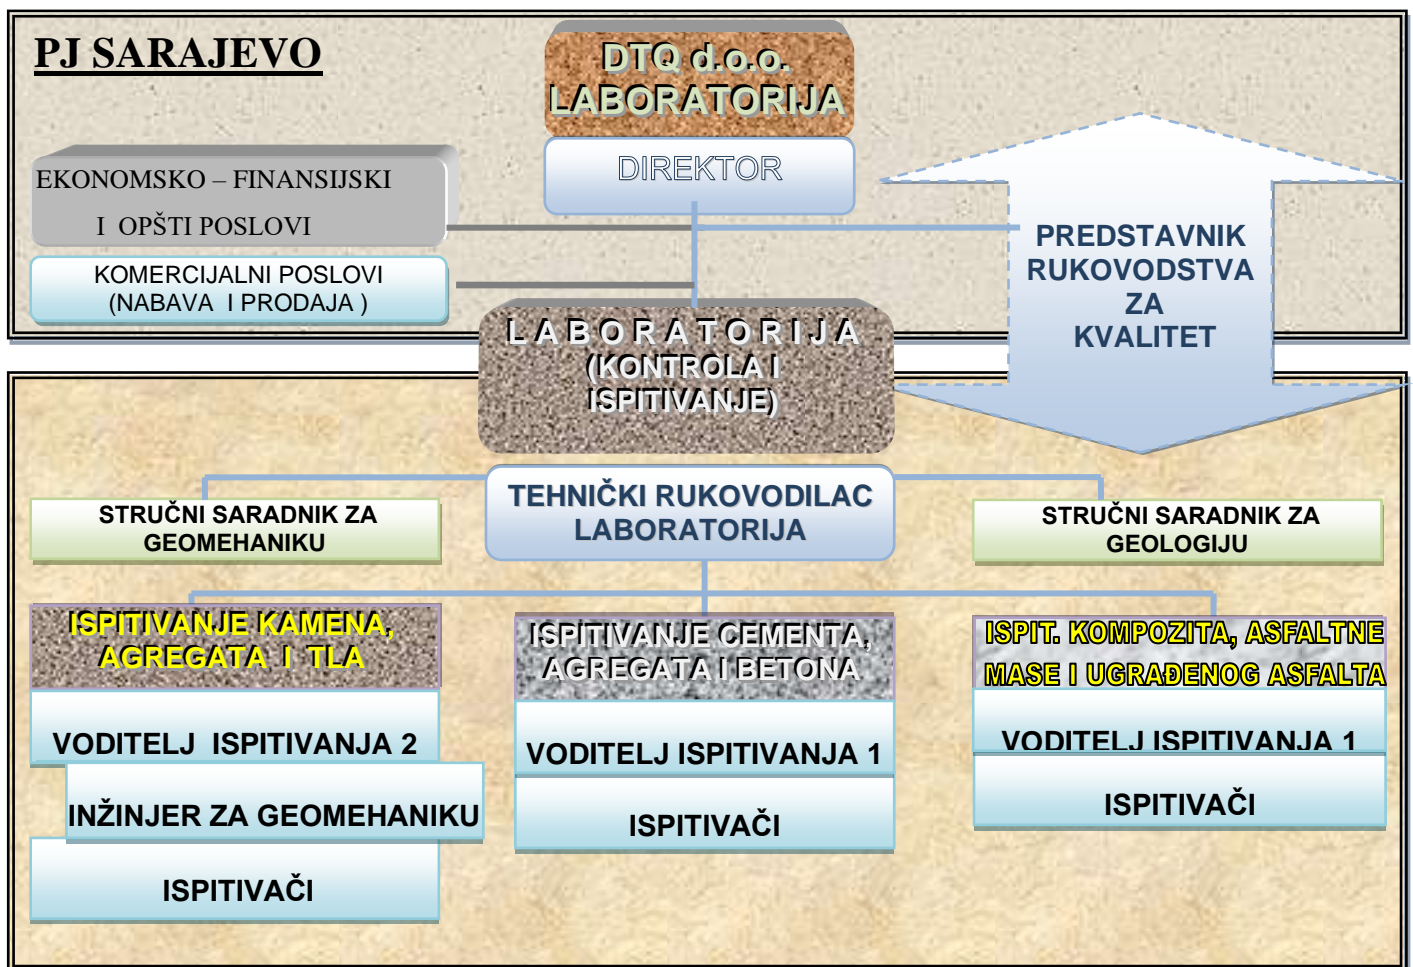 PJ SARAJEVO
DTQ d.o.o.
LABORATORIJA
DIREKTOR
EKONOMSKO – FINANSIJSKI
I OPŠTI POSLOVI
KOMERCIJALNI POSLOVI
(NABAVA I PRODAJA )
PREDSTAVNIK
RUKOVODSTVA
ZA
KVALITET
L A B O R A T O R I J A
(KONTROLA I
ISPITIVANJE)
TEHNIČKI RUKOVODILAC
LABORATORIJA
STRUČNI SARADNIK ZA
GEOMEHANIKU
STRUČNI SARADNIK ZA
GEOLOGIJU
ISPITIVANJE KAMENA,
AGREGATA I TLA
VODITELJ ISPITIVANJA 2
INŽINJER ZA GEOMEHANIKU
ISPITIVAČI
ISPITIVANJE CEMENTA,
AGREGATA I BETONA
VODITELJ ISPITIVANJA 1
ISPITIVAČI
ISPIT. KOMPOZITA, ASFALTNE
MASE I UGRAĐENOG ASFALTA
VODITELJ ISPITIVANJA 1
ISPITIVAČI